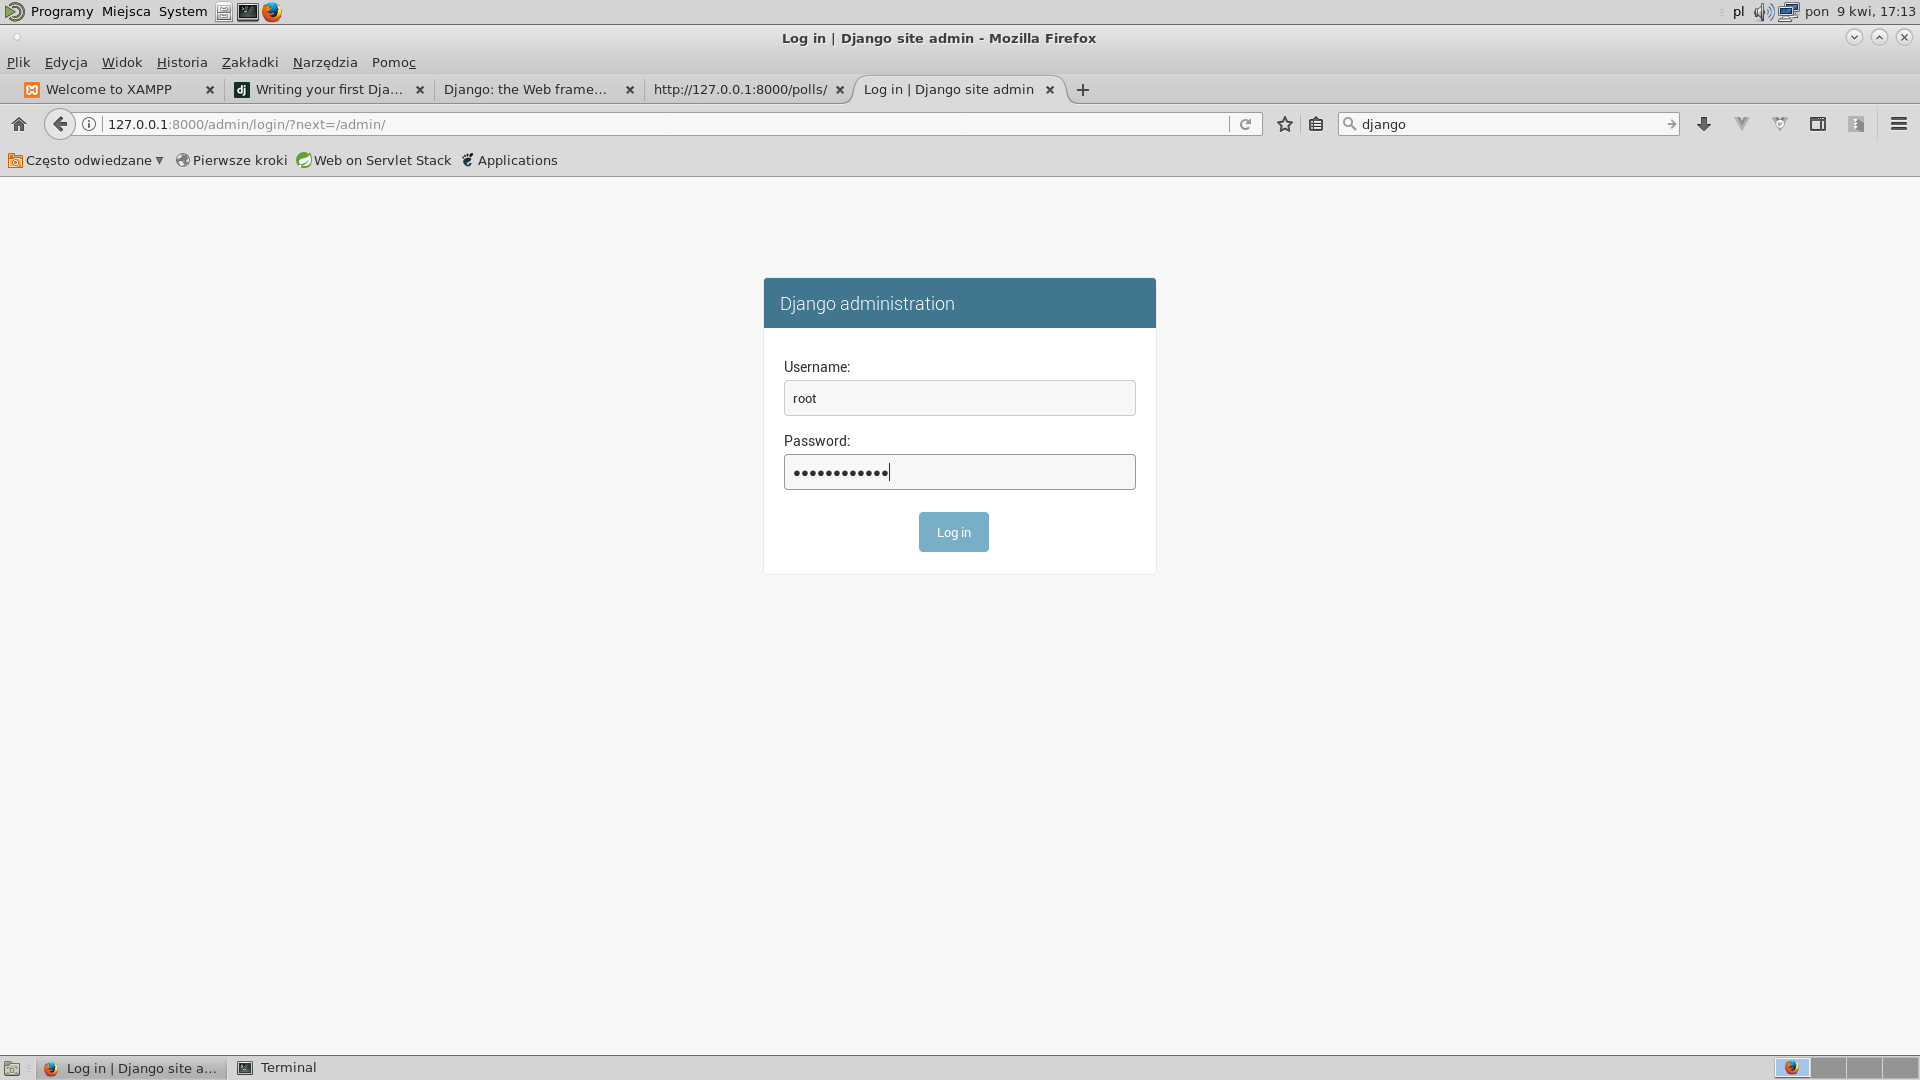 Programy Miejsca System pl pon 9 kwi, 17:13
Log in | Django site admin - Mozilla Firefox
Plik Edycja Widok Historia Zakładki Narzędzia Pomoc
Welcome to XAMPP Writing your first Dja... Django: the Web frame... http://127.0.0.1:8000/polls/ Log in | Django site admin
127.0.0.1:8000/admin/login/?next=/admin/ django
Często odwiedzane Pierwsze kroki Web on Servlet Stack Applications
Django administration
Username:
root
Password:
••••••••••••
Log in
Log in | Django site a... Terminal